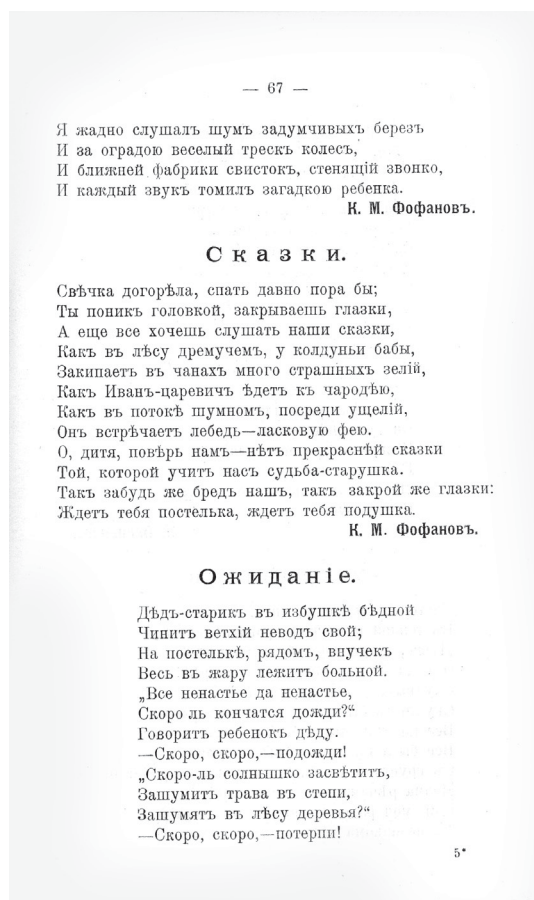 — 67 —
Я жадно слушалъ шумъ задумчивыхъ березъ
И за оградою веселый трескъ колесъ,
И ближней фабрики свистокъ, стенящій звонко,
И каждый звукъ томилъ загадкою ребенка.
К. М. Фофановъ.
Сказки.
Свѣчка догорѣла, спать давно пора бы;
Ты поникъ головкой, закрываешь глазки,
А еще все хочешь слушать наши сказки,
Какъ въ лѣсу дремучемъ, у колдуньи бабы,
Закипаетъ въ чанахъ много страшныхъ зелій,
Какъ Иванъ-царевичъ ѣдетъ къ чародѣю,
Какъ въ потокѣ шумномъ, посреди ущелій,
Онъ встрѣчаетъ лебедь—ласковую фею.
О, дитя, повѣрь намъ—нѣтъ прекраснѣй сказки
Той, которой учитъ насъ судьба-старушка.
Такъ забудь же бредъ нашъ, такъ закрой же глазки:
Ждетъ тебя постелька, ждетъ тебя подушка.
К. М. Фофановъ.
Ожиданіе.
Дѣдъ-старикъ въ избушкѣ бѣдной
Чинитъ ветхій неводъ свой;
На постелькѣ, рядомъ, внучекъ
Весь въ жару лежитъ больной.
„Все ненастье да ненастье,
Скоро ль кончатся дожди?“
Говоритъ ребенокъ дѣду.
—Скоро, скоро,—подожди!
„Скоро-ль солнышко засвѣтитъ,
Зашумитъ трава въ степи,
Зашумятъ въ лѣсу деревья?“
—Скоро, скоро,—потерпи!
5*